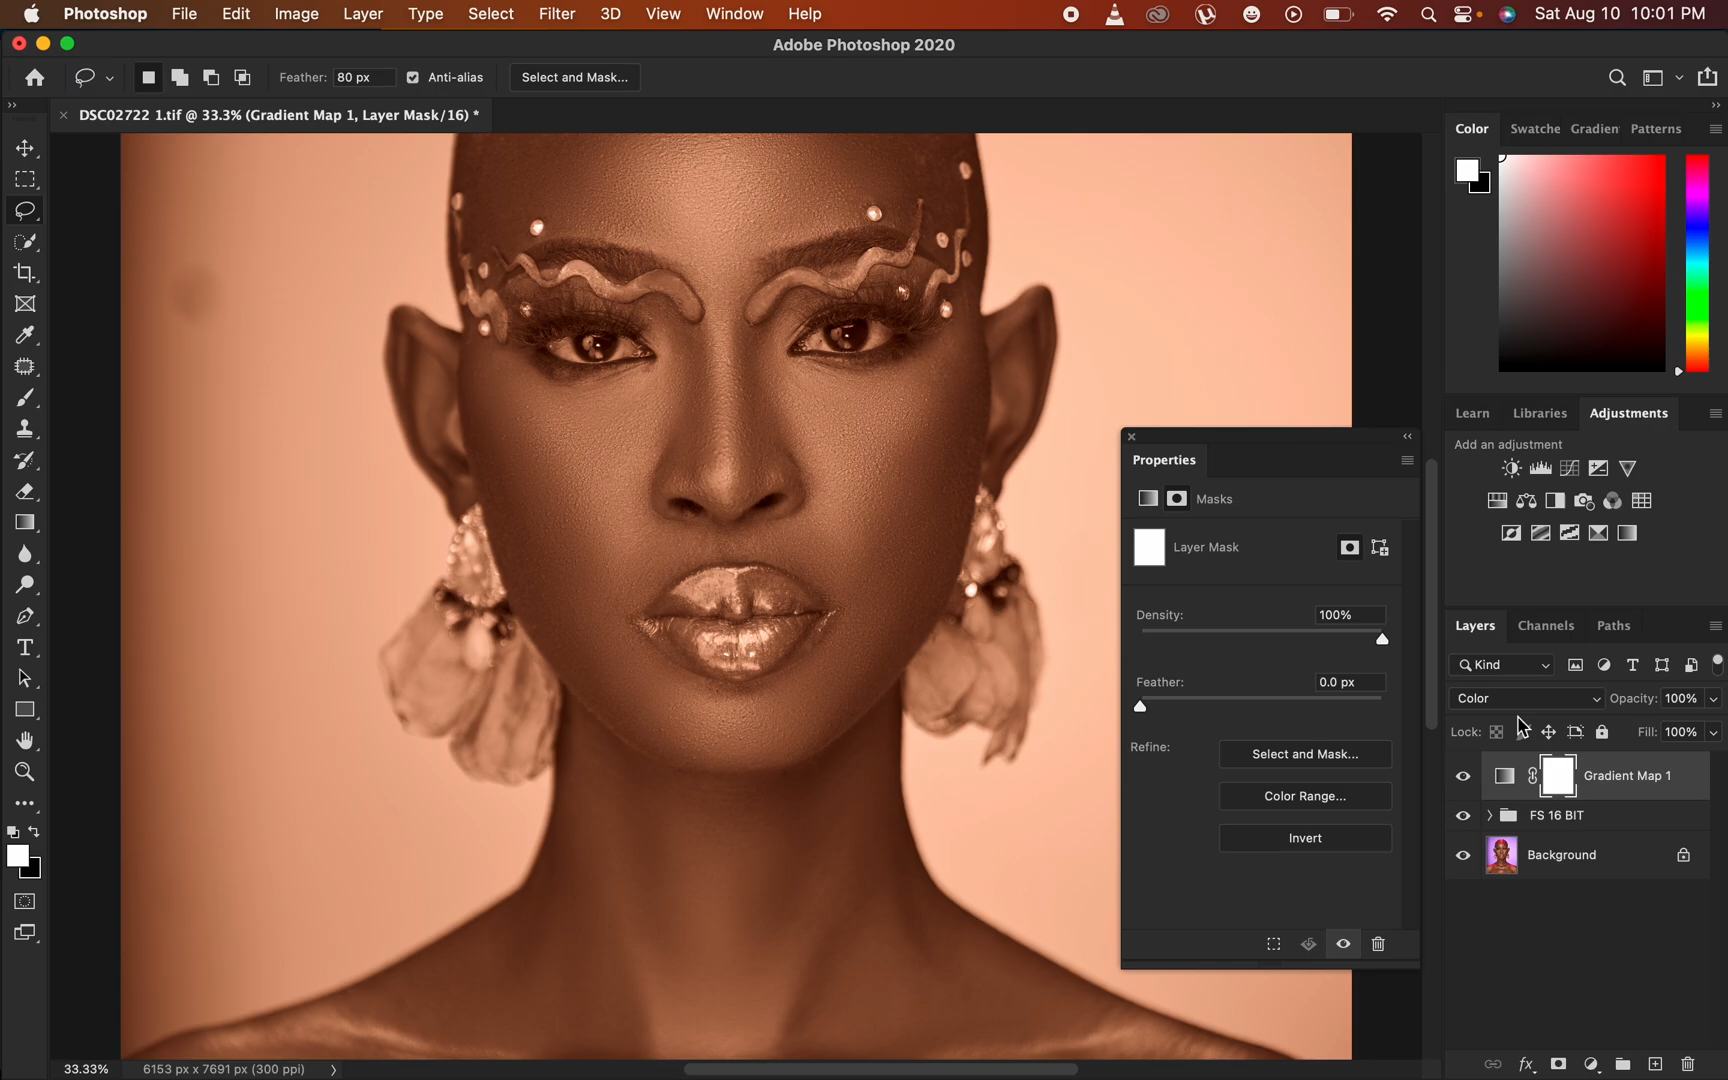 Photoshop File Edit Image Layer Type Select Filter 3D View Window Help Sat Aug 10 10:01 PM
Adobe Photoshop 2020
Feather: 80 px Anti-alias Select and Mask...
DSC02722 1.tif @ 33.3% (Gradient Map 1, Layer Mask/16) *
Color Swatche Gradien Patterns
Learn Libraries Adjustments
Add an adjustment
Properties
Masks
Layer Mask
Density: 100%
Feather: 0.0 px
Refine: Select and Mask...
Color Range...
Invert
Layers Channels Paths
Kind
Color Opacity: 100%
Lock: Fill: 100%
Gradient Map 1
FS 16 BIT
Background
33.33% 6153 px x 7691 px (300 ppi)